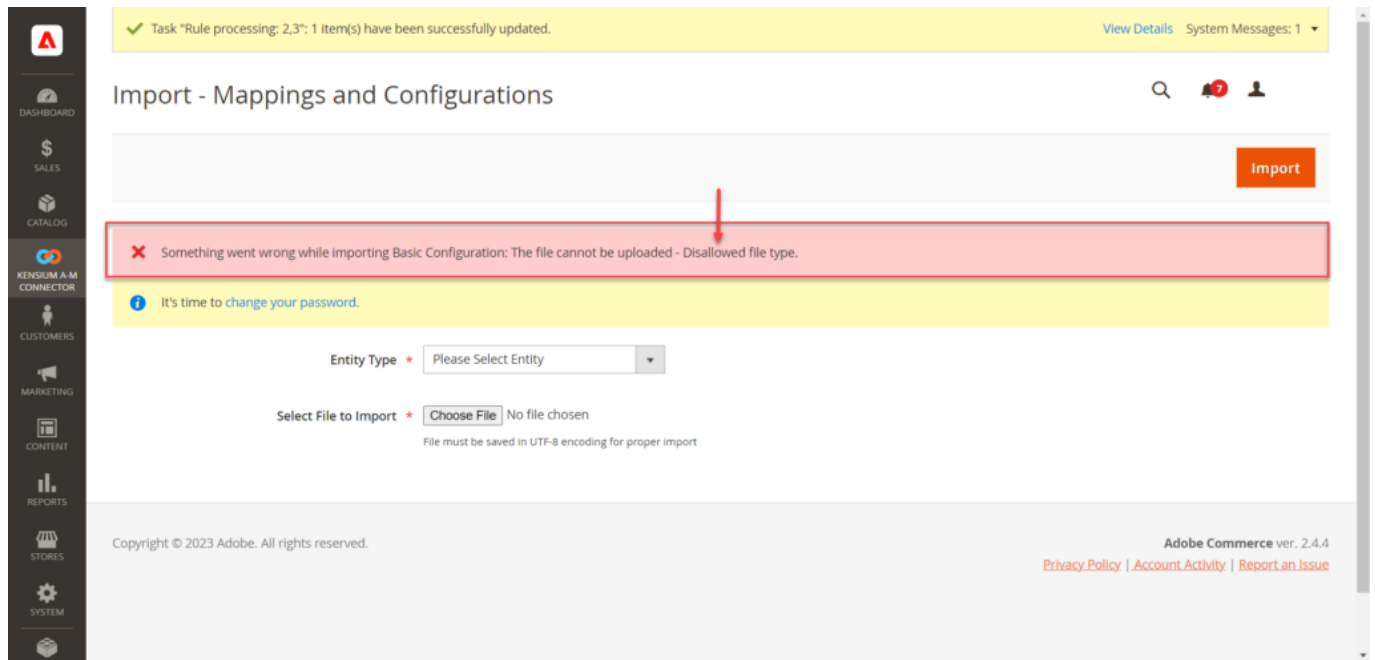 Task "Rule processing: 2,3": 1 item(s) have been successfully updated.
View Details System Messages: 1
Import - Mappings and Configurations
7
DASHBOARD
SALES
CATALOG
KENSIUM A-M
CONNECTOR
CUSTOMERS
MARKETING
CONTENT
REPORTS
STORES
SYSTEM
Import
Something went wrong while importing Basic Configuration: The file cannot be uploaded - Disallowed file type.
It's time to change your password.
Entity Type * Please Select Entity
Select File to Import * Choose File No file chosen
File must be saved in UTF-8 encoding for proper import
Copyright © 2023 Adobe. All rights reserved.
Adobe Commerce ver. 2.4.4
Privacy Policy | Account Activity | Report an Issue